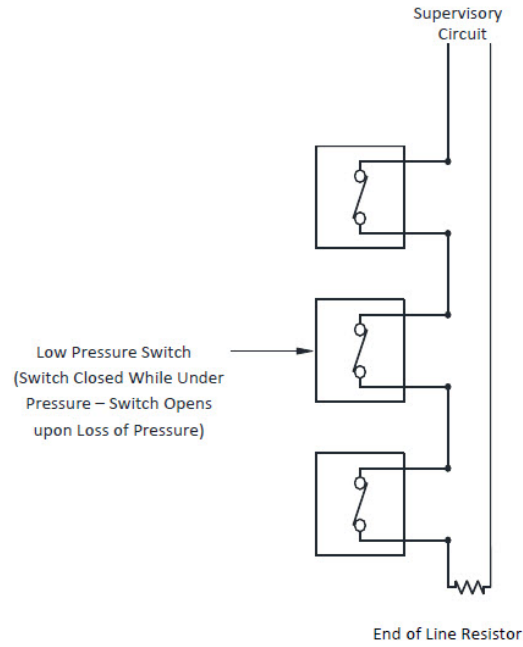 Supervisory
Circuit
Low Pressure Switch
(Switch Closed While Under
Pressure – Switch Opens
upon Loss of Pressure)
End of Line Resistor